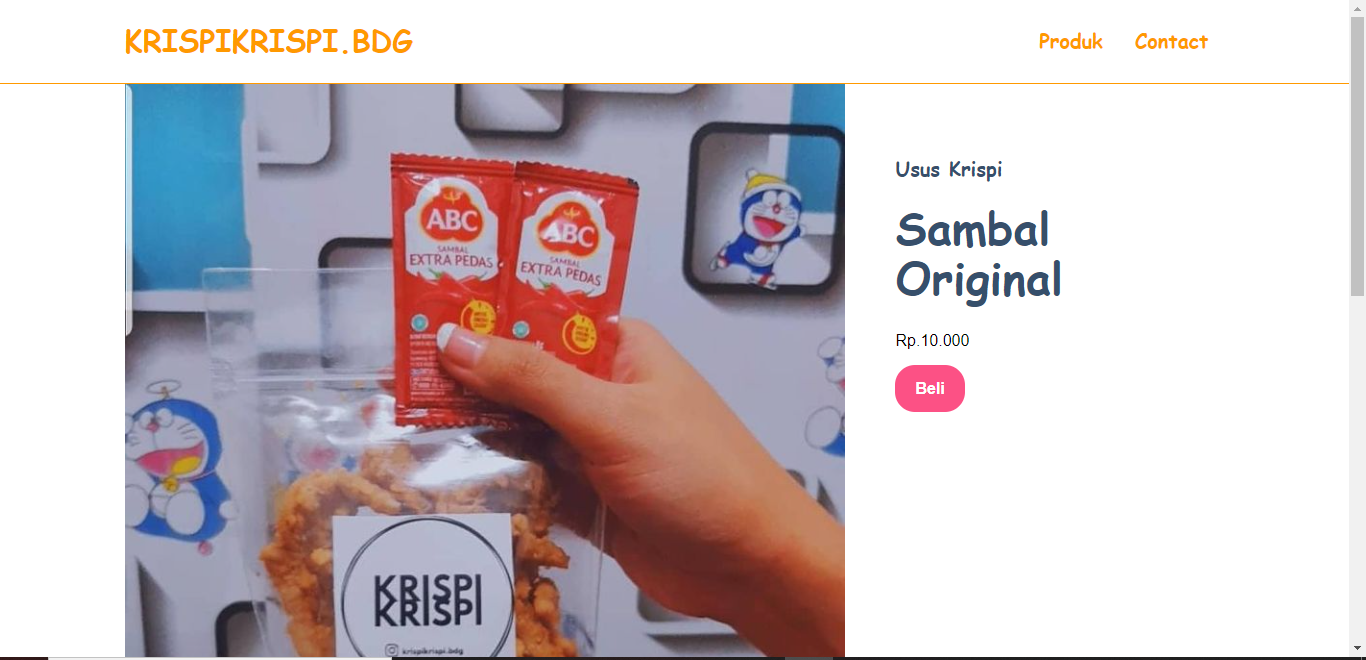 KRISPIKRISPI.BDG
Produk Contact
ABC
SAMBAL
EXTRA PEDAS
ABC
SAMBAL
EXTRA PEDAS
KRISPI
KRISPI
krispikrispi.bdg
Usus Krispi
Sambal
Original
Rp.10.000
Beli